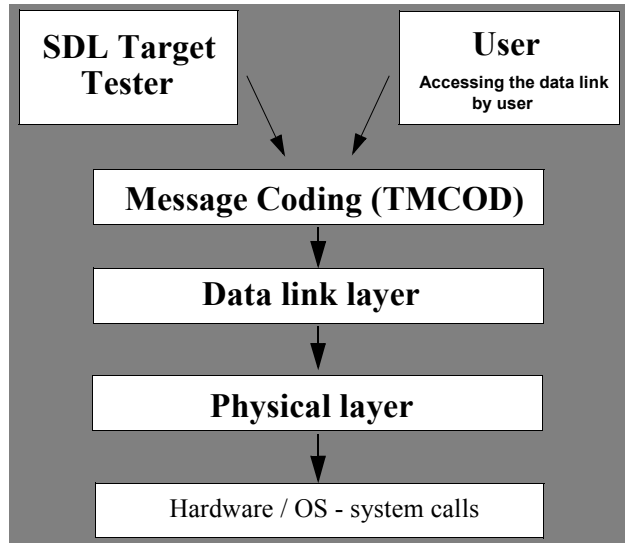 SDL Target
Tester
User
Accessing the data link
by user
Message Coding (TMCOD)
Data link layer
Physical layer
Hardware / OS - system calls